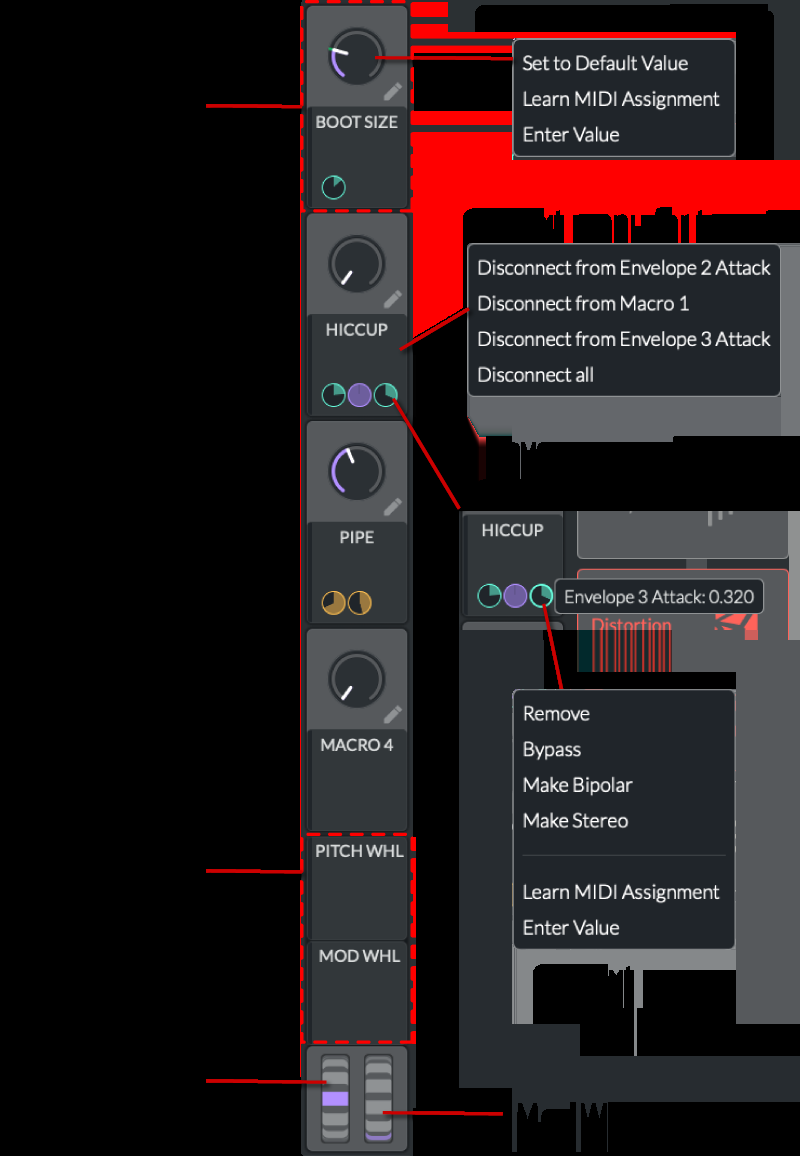 BOOT SIZE
Set to Default Value
Learn MIDI Assignment
Enter Value
HICCUP
Disconnect from Envelope 2 Attack
Disconnect from Macro 1
Disconnect from Envelope 3 Attack
Disconnect all
PIPE
HICCUP
Envelope 3 Attack: 0.320
Distortion
MACRO 4
Remove
Bypass
Make Bipolar
Make Stereo
Learn MIDI Assignment
Enter Value
PITCH WHL
MOD WHL